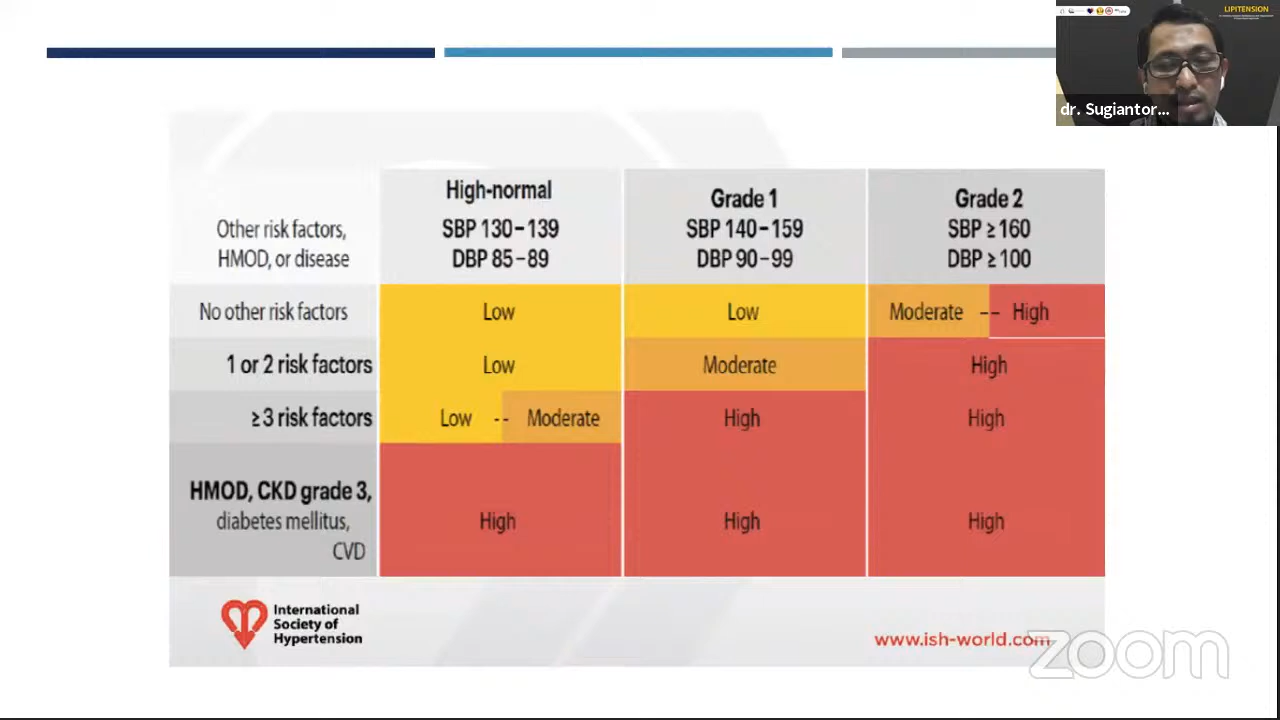 LIPITENSION
dr. Sugiantor...
Other risk factors,
HMOD, or disease
High-normal
SBP 130–139
DBP 85–89
Grade 1
SBP 140–159
DBP 90–99
Grade 2
SBP ≥ 160
DBP ≥ 100
No other risk factors
Low
Low
Moderate -- High
1 or 2 risk factors
Low
Moderate
High
≥ 3 risk factors
Low -- Moderate
High
High
HMOD, CKD grade 3,
diabetes mellitus,
CVD
High
High
High
International
Society of
Hypertension
www.ish-world.com
zoom